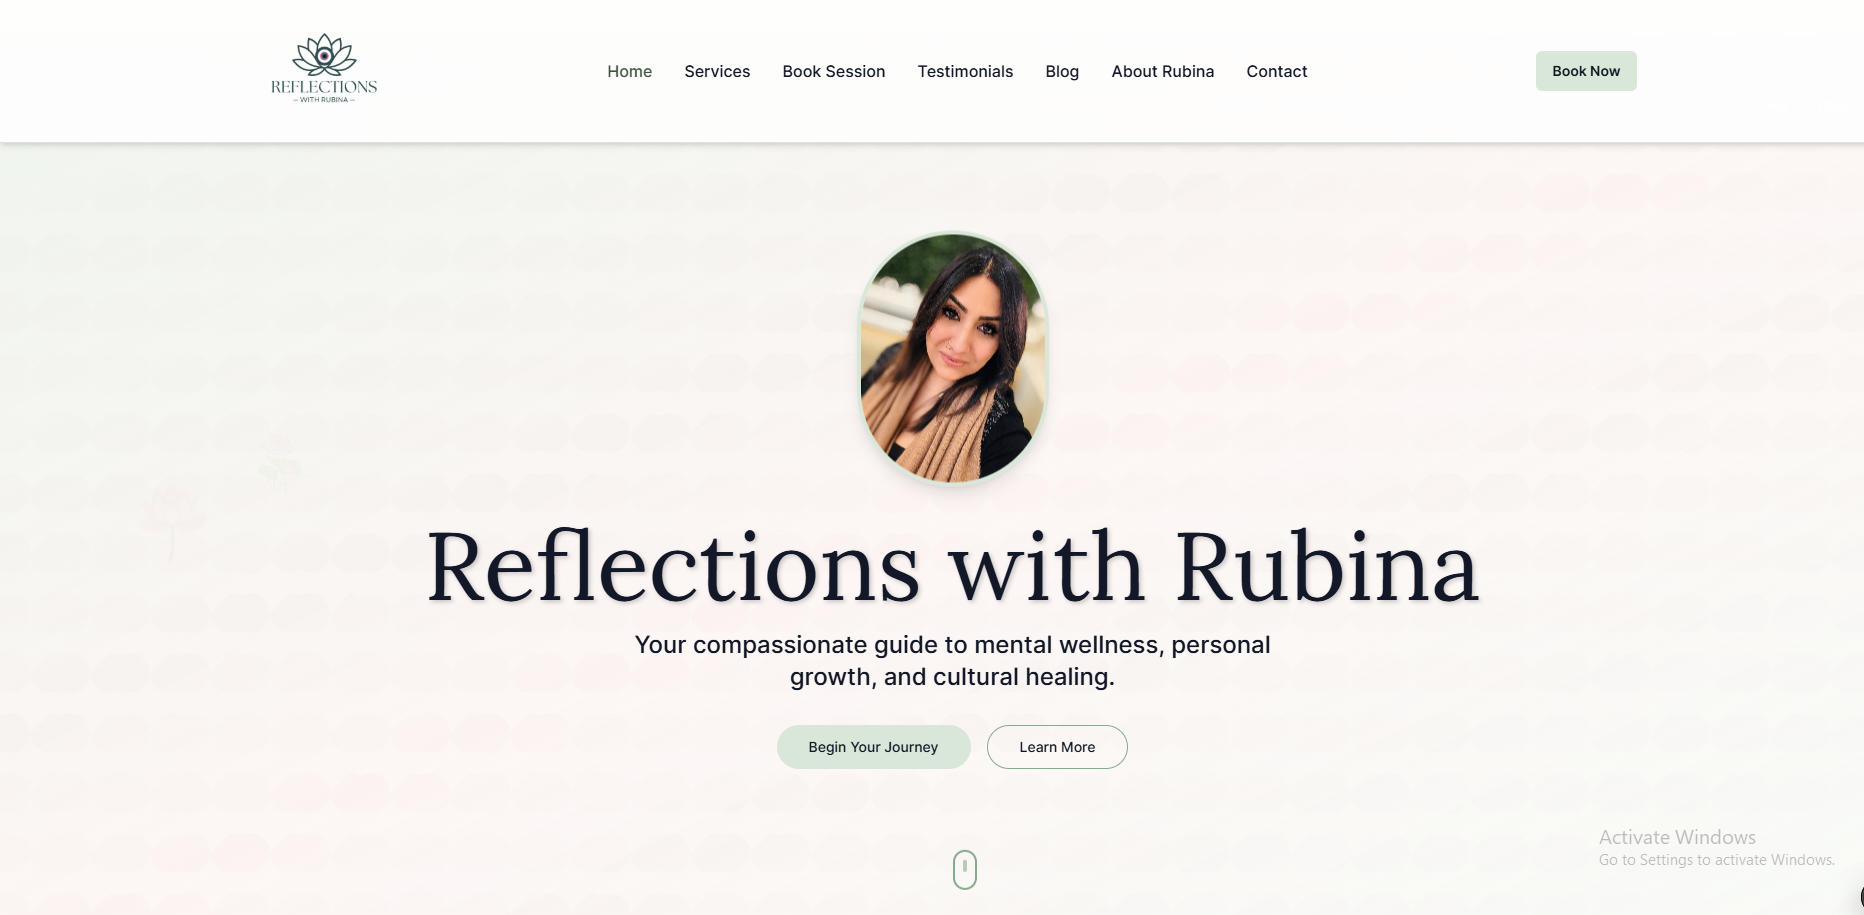 REFLECTIONS
– WITH RUBINA –
Home Services Book Session Testimonials Blog About Rubina Contact
Book Now
Reflections with Rubina
Your compassionate guide to mental wellness, personal
growth, and cultural healing.
Begin Your Journey Learn More
Activate Windows
Go to Settings to activate Windows.